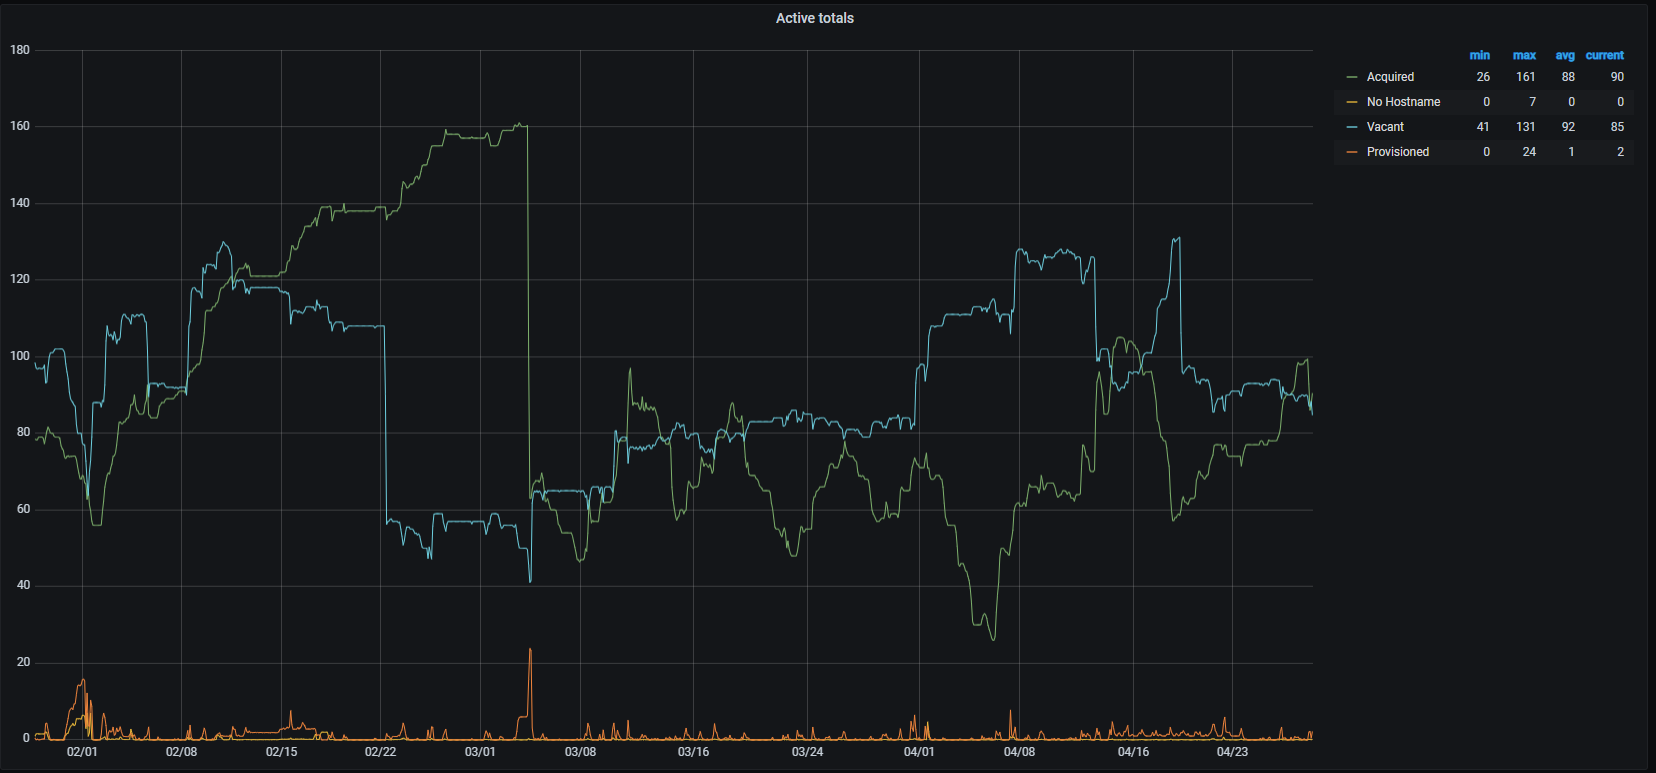 Active totals
min max avg current
Acquired 26 161 88 90
No Hostname 0 7 0 0
Vacant 41 131 92 85
Provisioned 0 24 1 2
180
160
140
120
100
80
60
40
20
0
02/01 02/08 02/15 02/22 03/01 03/08 03/16 03/24 04/01 04/08 04/16 04/23